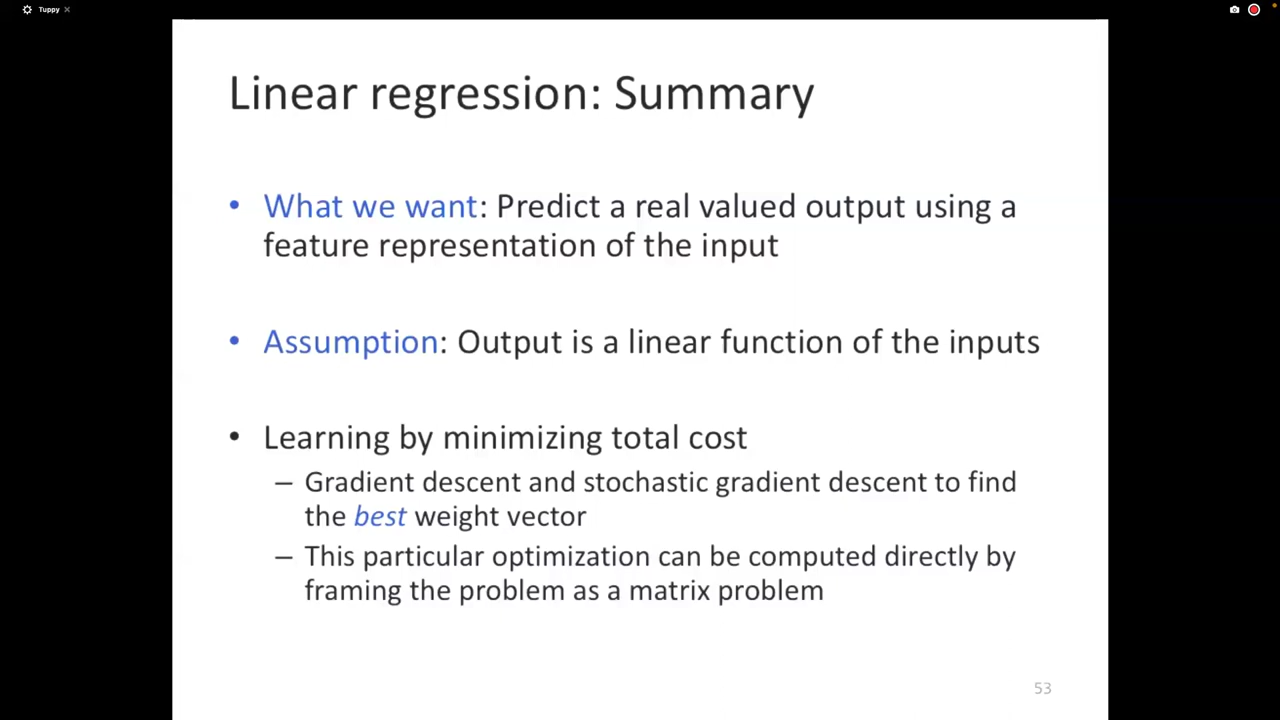 Tuppy
Linear regression: Summary
• What we want: Predict a real valued output using a
feature representation of the input
• Assumption: Output is a linear function of the inputs
• Learning by minimizing total cost
– Gradient descent and stochastic gradient descent to find
the best weight vector
– This particular optimization can be computed directly by
framing the problem as a matrix problem
53